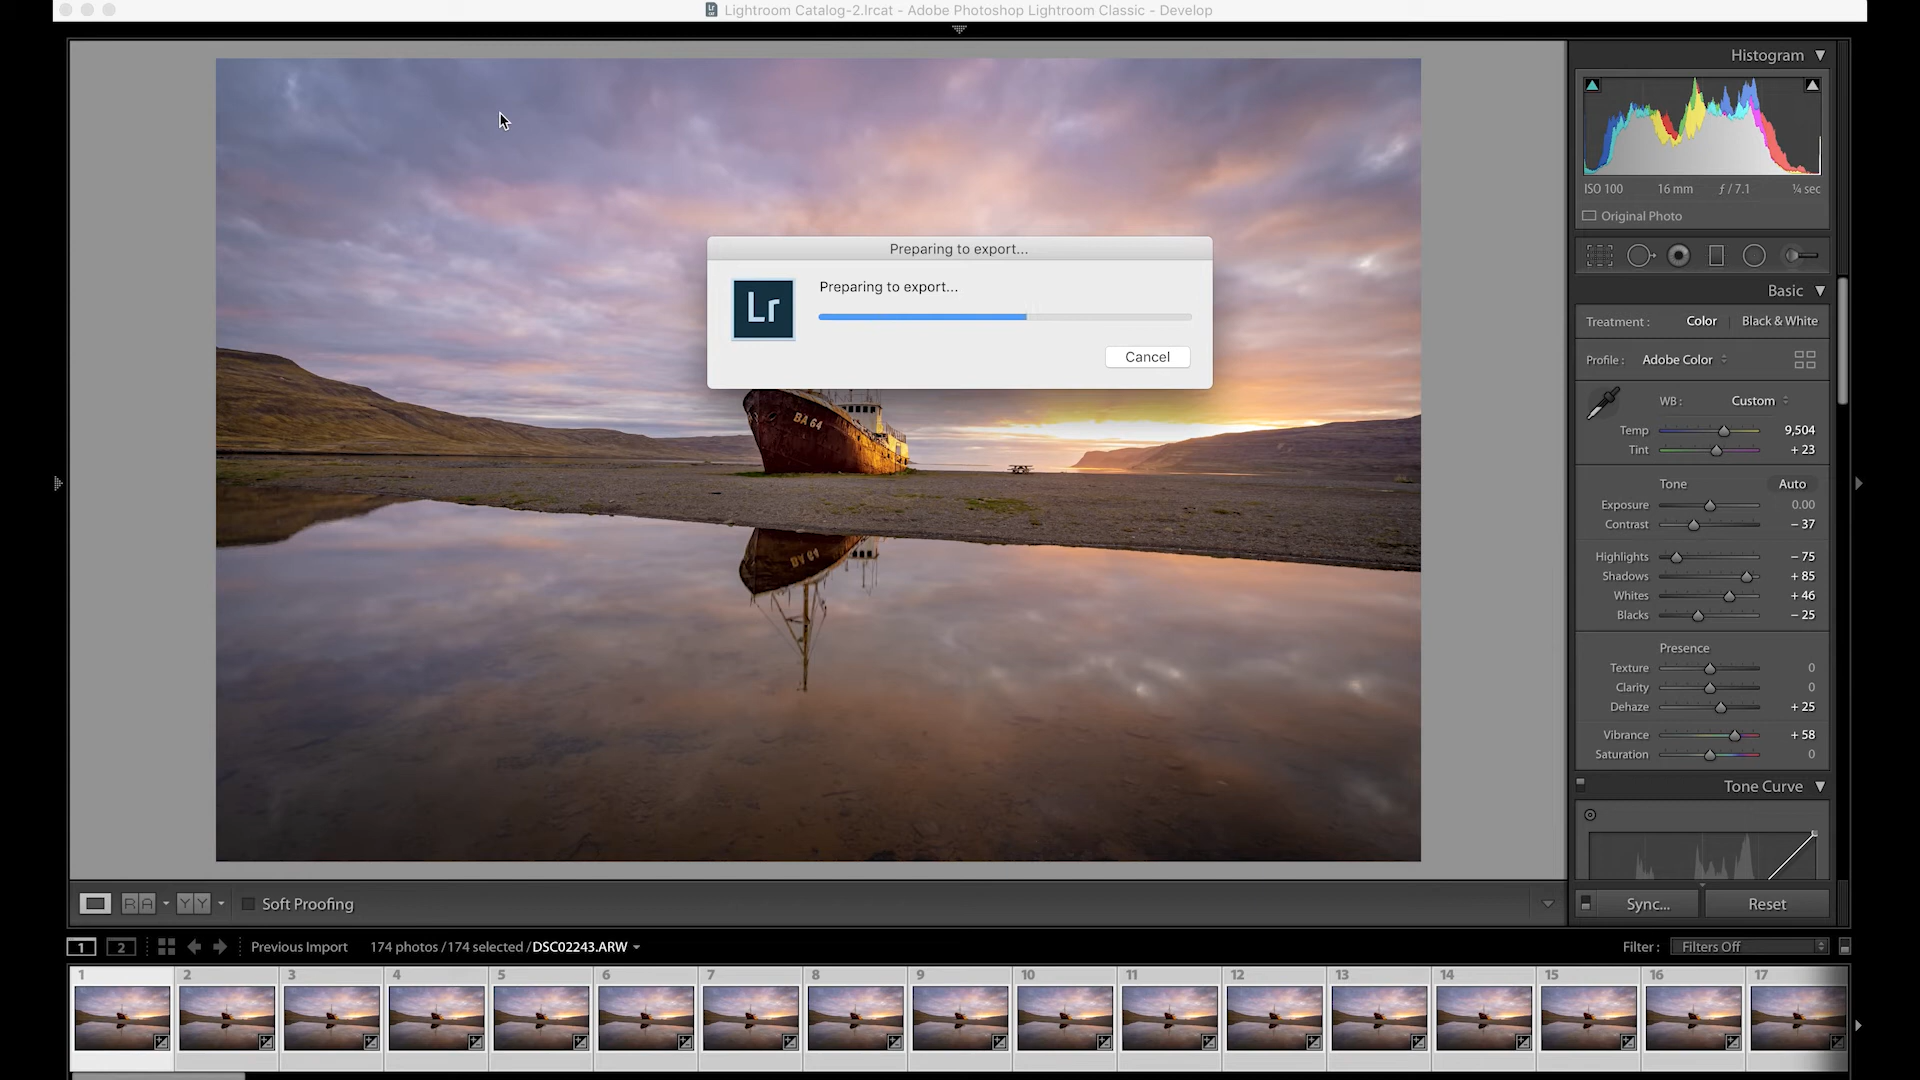 Lightroom Catalog-2.lrcat - Adobe Photoshop Lightroom Classic - Develop
Histogram
ISO 100 16 mm ƒ / 7.1 ¼ sec
Original Photo
Preparing to export...
Lr
Preparing to export...
Cancel
BA 64
Basic
Treatment : Color Black & White
Profile : Adobe Color
WB : Custom
Temp 9,504
Tint + 23
Tone Auto
Exposure 0.00
Contrast – 37
Highlights – 75
Shadows + 85
Whites + 46
Blacks – 25
Presence
Texture 0
Clarity 0
Dehaze + 25
Vibrance + 58
Saturation 0
Tone Curve
R A Y Y Soft Proofing
Sync... Reset
1 2 Previous Import 174 photos / 174 selected / DSC02243.ARW Filter : Filters Off
1 2 3 4 5 6 7 8 9 10 11 12 13 14 15 16 17